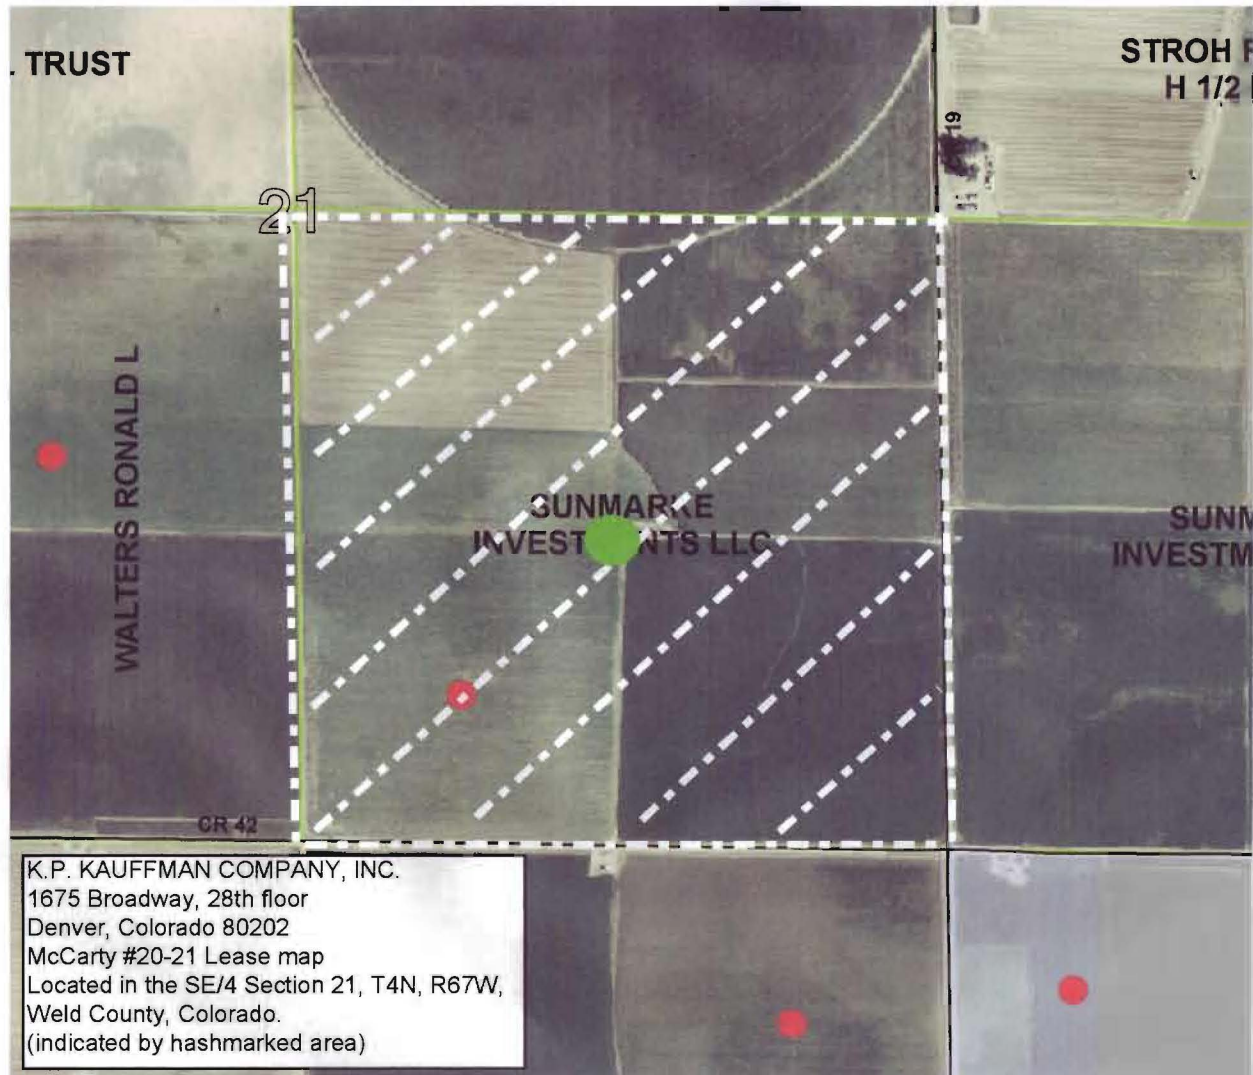 . TRUST
STROH
H 1/2
19
21
WALTERS RONALD L
SUNMARKE
INVEST NTS LLC
SUNM
INVESTM
CR 42
K.P. KAUFFMAN COMPANY, INC.
1675 Broadway, 28th floor
Denver, Colorado 80202
McCarty #20-21 Lease map
Located in the SE/4 Section 21, T4N, R67W,
Weld County, Colorado.
(indicated by hashmarked area)